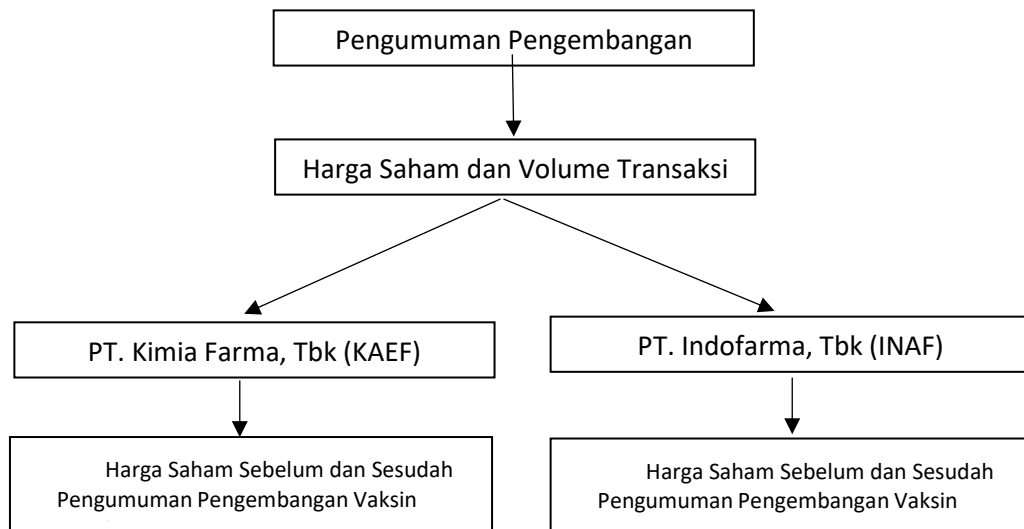 Pengumuman Pengembangan
Harga Saham dan Volume Transaksi
PT. Kimia Farma, Tbk (KAEF)
PT. Indofarma, Tbk (INAF)
Harga Saham Sebelum dan Sesudah
Pengumuman Pengembangan Vaksin
Harga Saham Sebelum dan Sesudah
Pengumuman Pengembangan Vaksin